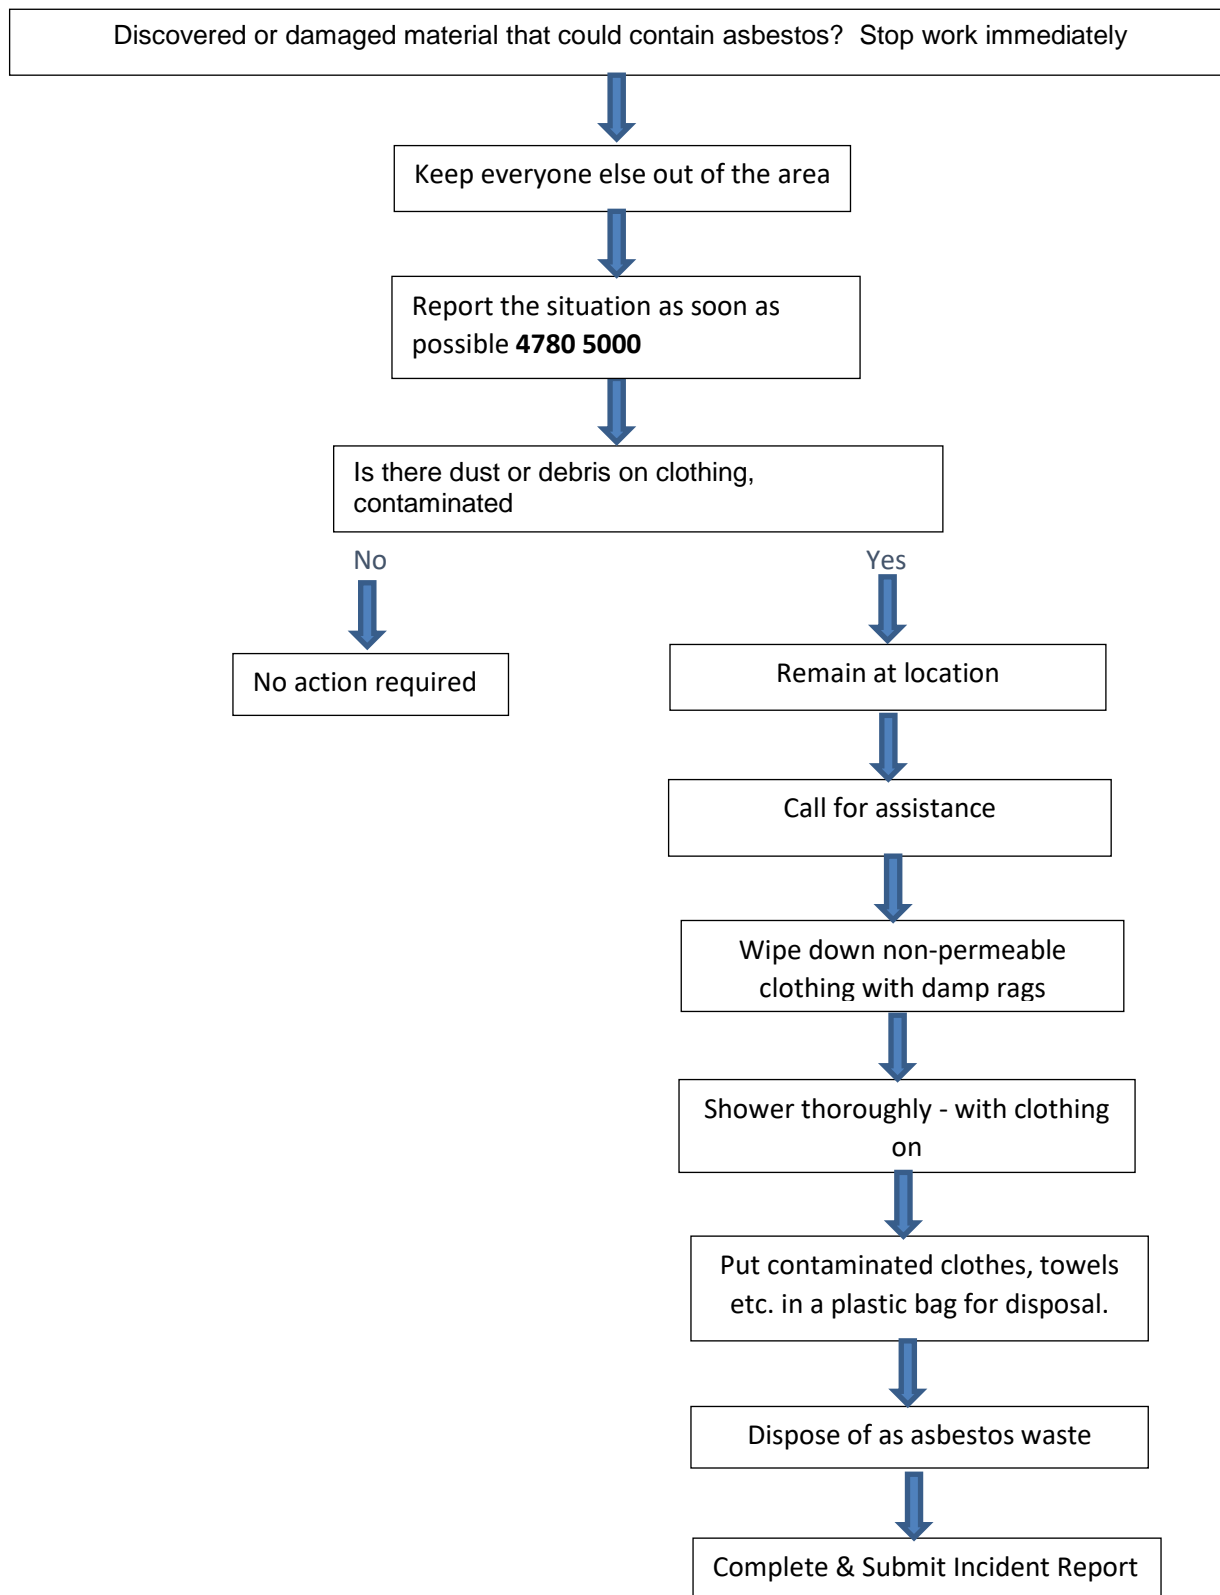 Discovered or damaged material that could contain asbestos?  Stop work immediately
Keep everyone else out of the area
Report the situation as soon as
possible 4780 5000
Is there dust or debris on clothing,
contaminated
No
Yes
No action required
Remain at location
Call for assistance
Wipe down non-permeable
clothing with damp rags
Shower thoroughly - with clothing
on
Put contaminated clothes, towels
etc. in a plastic bag for disposal.
Dispose of as asbestos waste
Complete & Submit Incident Report